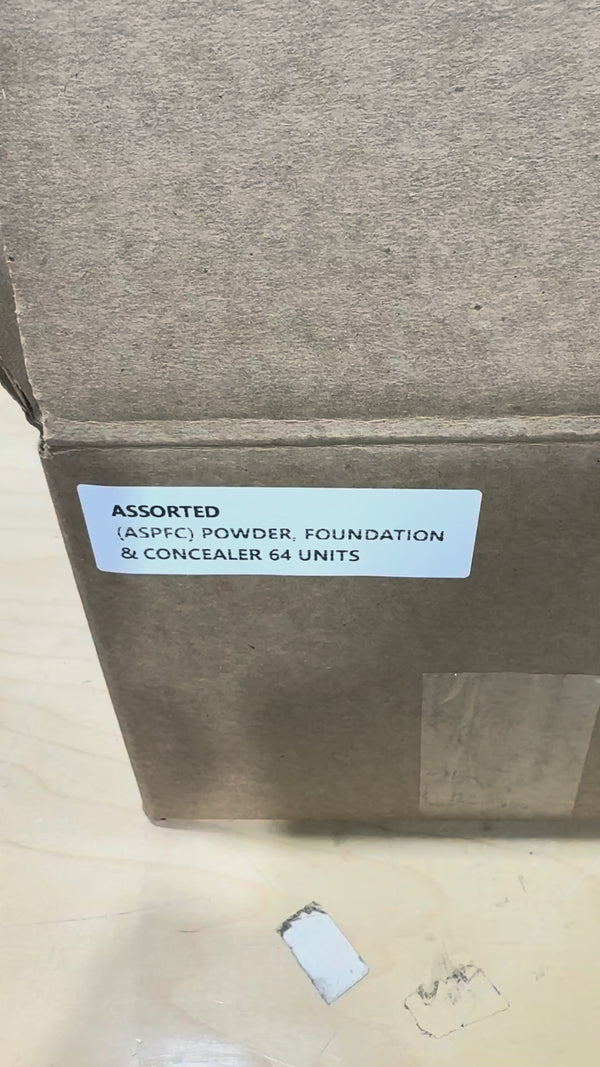 ASSORTED
(ASPFC) POWDER, FOUNDATION
& CONCEALER 64 UNITS